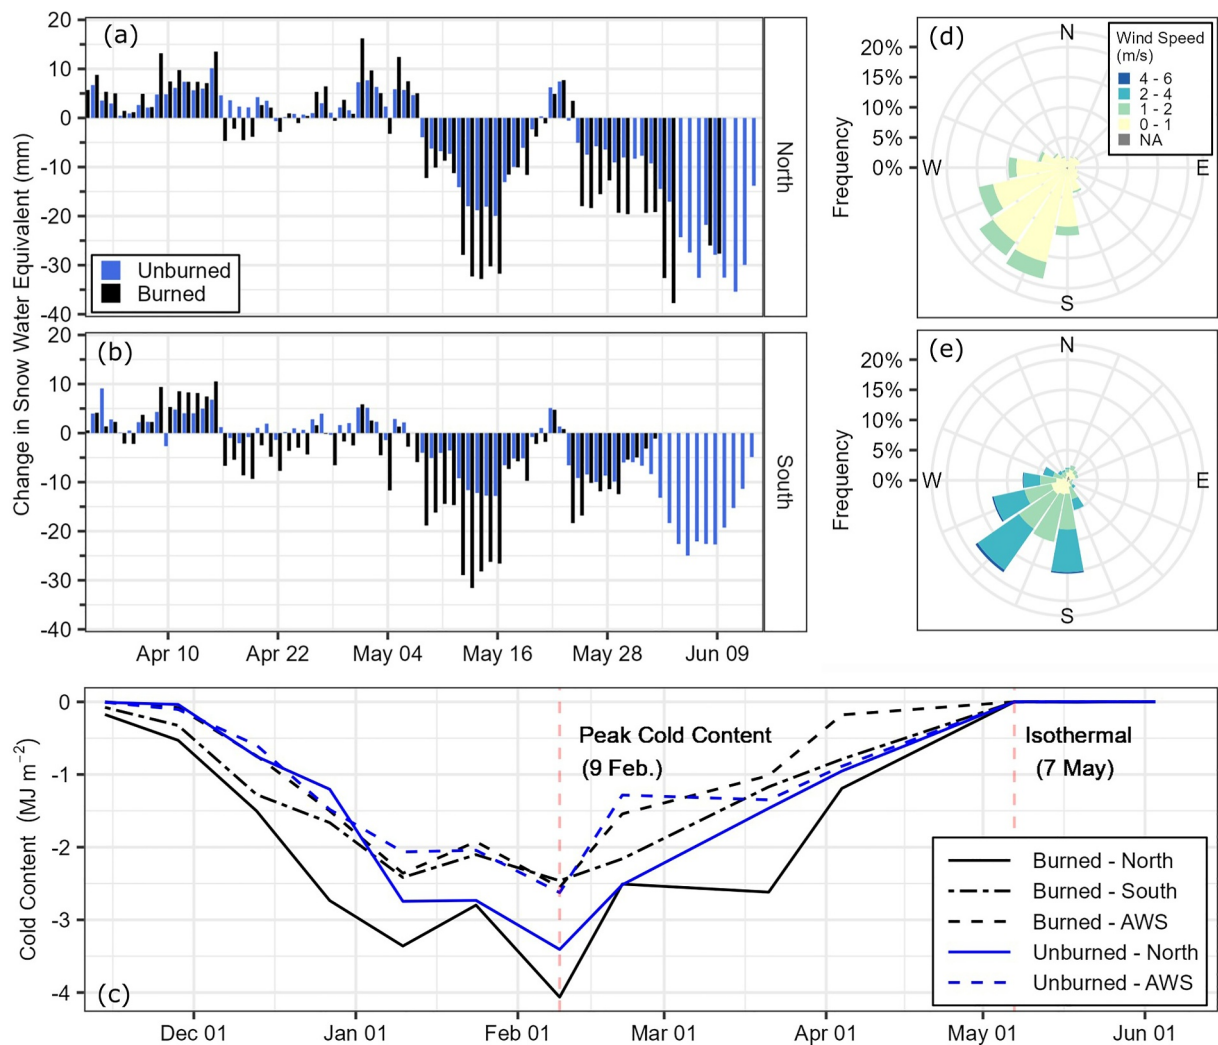 (a)
20
10
0
-10
-20
-30
-40
Unburned
Burned
North
Change in Snow Water Equivalent (mm)
(b)
20
10
0
-10
-20
-30
-40
South
Apr 10
Apr 22
May 04
May 16
May 28
Jun 09
(d)
Wind Speed
(m/s)
4 - 6
2 - 4
1 - 2
0 - 1
NA
20%
15%
10%
5%
0%
Frequency
N
W
E
S
(e)
20%
15%
10%
5%
0%
Frequency
N
W
E
S
0
-1
-2
-3
-4
Cold Content (MJ m⁻²)
Peak Cold Content
(9 Feb.)
Isothermal
(7 May)
Burned - North
Burned - South
Burned - AWS
Unburned - North
Unburned - AWS
(c)
Dec 01
Jan 01
Feb 01
Mar 01
Apr 01
May 01
Jun 01